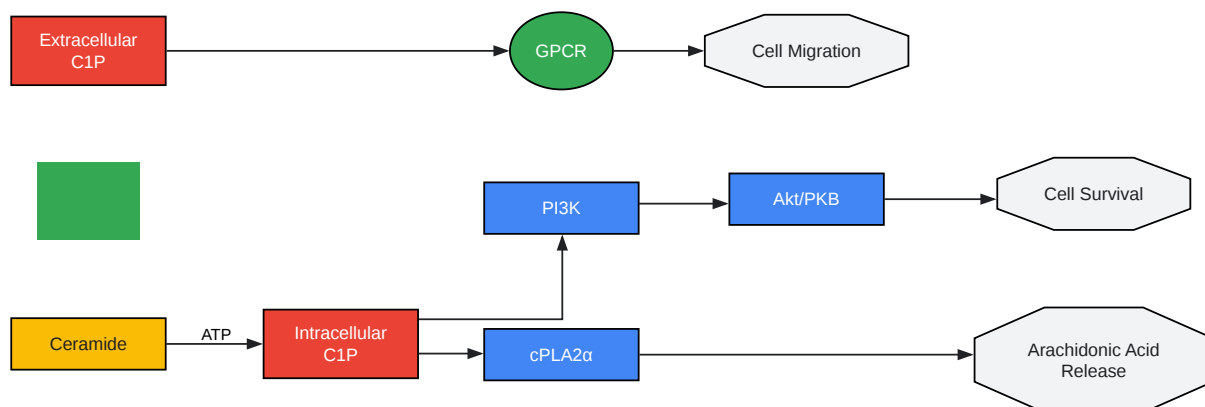 Extracellular
C1P
GPCR
Cell Migration
PI3K
Akt/PKB
Cell Survival
Ceramide
ATP
Intracellular
C1P
cPLA2α
Arachidonic Acid
Release